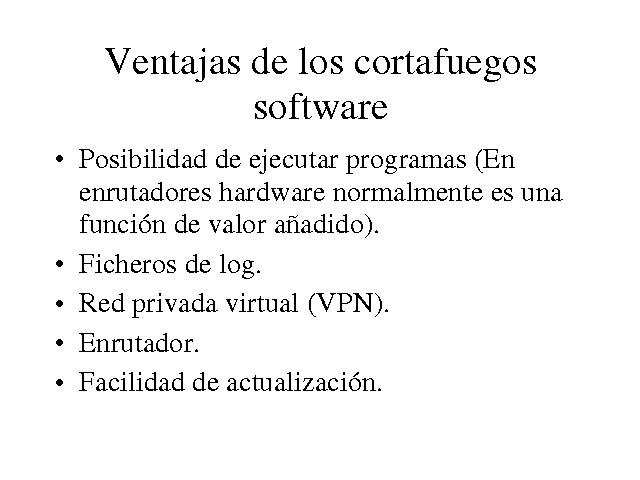 Ventajas de los cortafuegos
software
• Posibilidad de ejecutar programas (En
enrutadores hardware normalmente es una
función de valor añadido).
• Ficheros de log.
• Red privada virtual (VPN).
• Enrutador.
• Facilidad de actualización.